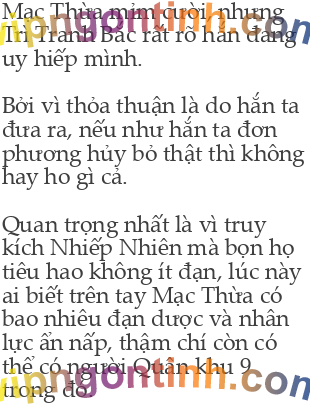 Mạc Thừa mỉm cười, nhưng
Trì Tranh Bắc rất rõ hắn đang
uy hiếp mình.
Bởi vì thỏa thuận là do hắn ta
đưa ra, nếu như hắn ta đơn
phương hủy bỏ thật thì không
hay ho gì cả.
Quan trọng nhất là vì truy
kích Nhiếp Nhiên mà bọn họ
tiêu hao không ít đạn, lúc này
ai biết trên tay Mạc Thừa có
bao nhiêu đạn dược và nhân
lực ẩn nấp, thậm chí còn có
thể có người Quân khu 9
trong đó.
vipngontinh.com
vipngontinh.com